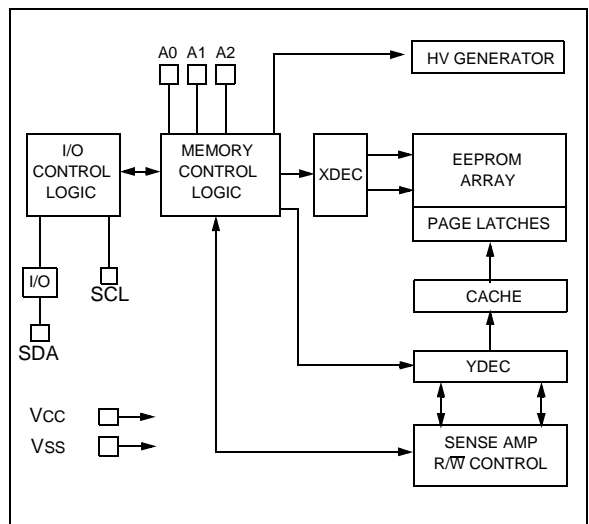 A0 A1 A2
HV GENERATOR
I/O
CONTROL
LOGIC
MEMORY
CONTROL
LOGIC
XDEC
EEPROM
ARRAY
PAGE LATCHES
I/O
SCL
CACHE
SDA
YDEC
VCC
VSS
SENSE AMP
R/W̅ CONTROL